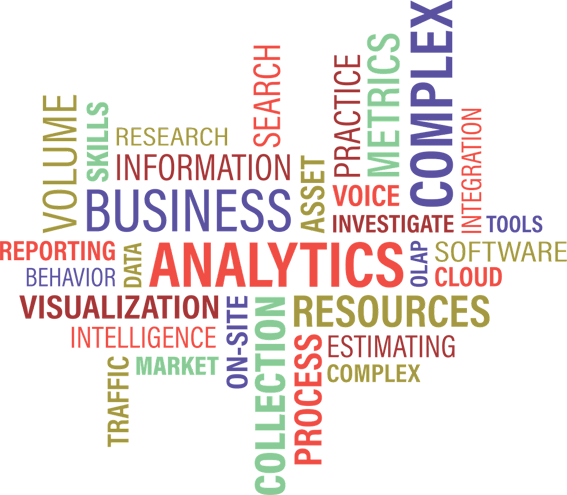 COMPLEX
METRICS
PRACTICE
SEARCH
VOLUME
SKILLS
RESEARCH
INFORMATION
BUSINESS
ASSET
VOICE
INTEGRATION
INVESTIGATE
TOOLS
REPORTING
BEHAVIOR
DATA
ANALYTICS
OLAP
SOFTWARE
CLOUD
VISUALIZATION
INTELLIGENCE
ON-SITE
COLLECTION
RESOURCES
TRAFFIC
MARKET
PROCESS
ESTIMATING
COMPLEX